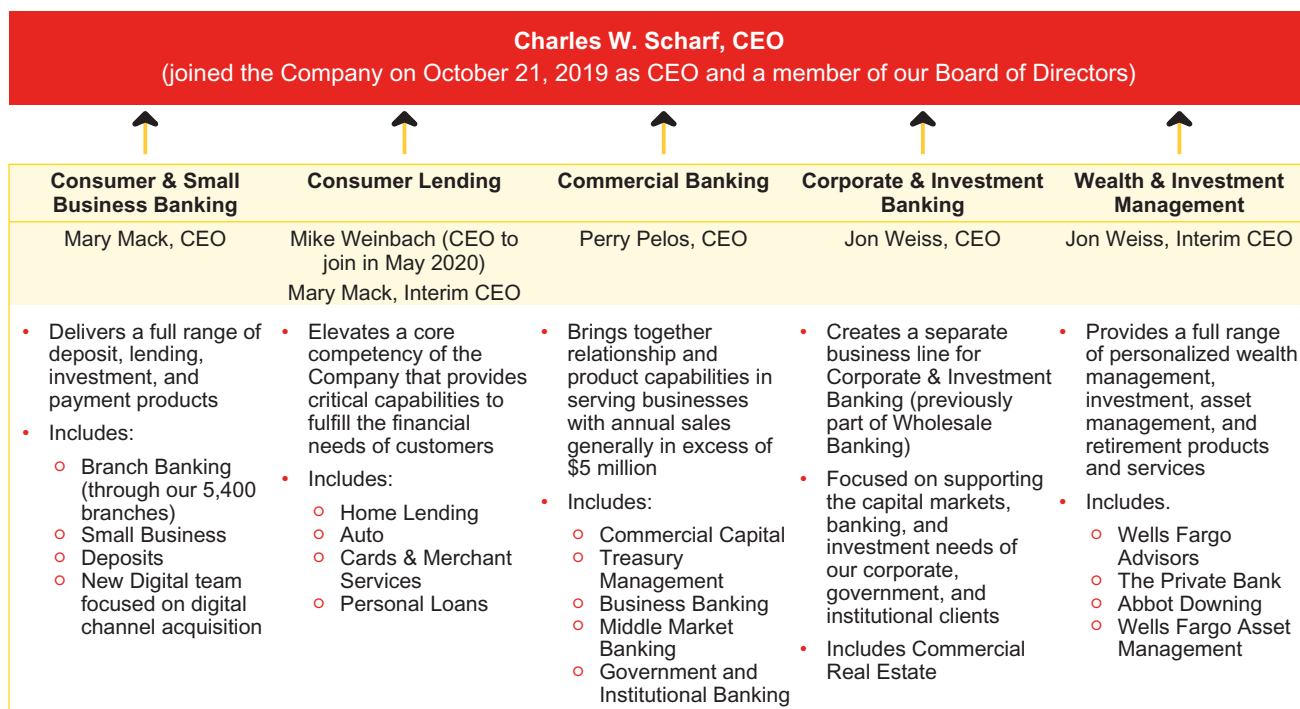 Charles W. Scharf, CEO
(joined the Company on October 21, 2019 as CEO and a member of our Board of Directors)
Consumer & Small
Business Banking
Mary Mack, CEO
• Delivers a full range of
deposit, lending,
investment, and
payment products
• Includes:
o Branch Banking
(through our 5,400
branches)
o Small Business
o Deposits
o New Digital team
focused on digital
channel acquisition
Consumer Lending
Mike Weinbach (CEO to
join in May 2020)
Mary Mack, Interim CEO
• Elevates a core
competency of the
Company that provides
critical capabilities to
fulfill the financial
needs of customers
• Includes:
o Home Lending
o Auto
o Cards & Merchant
Services
o Personal Loans
Commercial Banking
Perry Pelos, CEO
• Brings together
relationship and
product capabilities in
serving businesses
with annual sales
generally in excess of
$5 million
• Includes:
o Commercial Capital
o Treasury
Management
o Business Banking
o Middle Market
Banking
o Government and
Institutional Banking
Corporate & Investment
Banking
Jon Weiss, CEO
• Creates a separate
business line for
Corporate & Investment
Banking (previously
part of Wholesale
Banking)
• Focused on supporting
the capital markets,
banking, and
investment needs of
our corporate,
government, and
institutional clients
• Includes Commercial
Real Estate
Wealth & Investment
Management
Jon Weiss, Interim CEO
• Provides a full range
of personalized wealth
management,
investment, asset
management, and
retirement products
and services
• Includes.
o Wells Fargo
Advisors
o The Private Bank
o Abbot Downing
o Wells Fargo Asset
Management